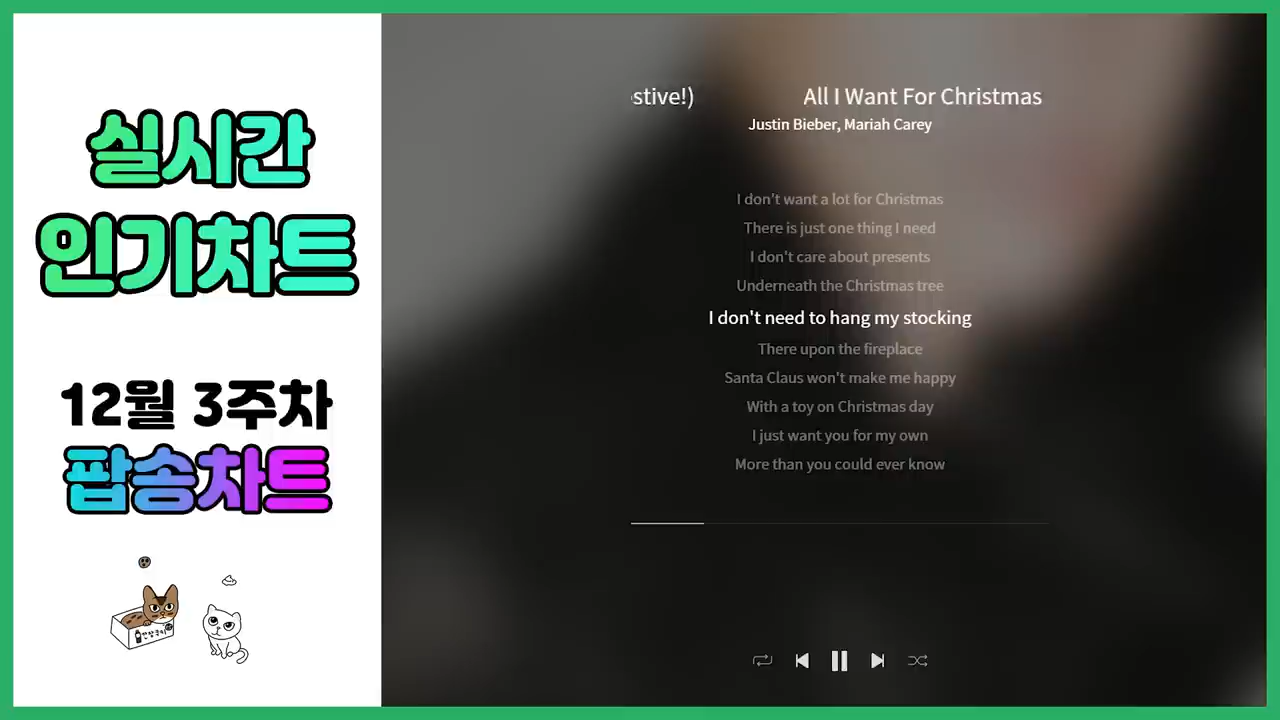 실시간
인기차트
12월 3주차
팝송차트
stive!) All I Want For Christmas
Justin Bieber, Mariah Carey
I don't want a lot for Christmas
There is just one thing I need
I don't care about presents
Underneath the Christmas tree
I don't need to hang my stocking
There upon the fireplace
Santa Claus won't make me happy
With a toy on Christmas day
I just want you for my own
More than you could ever know